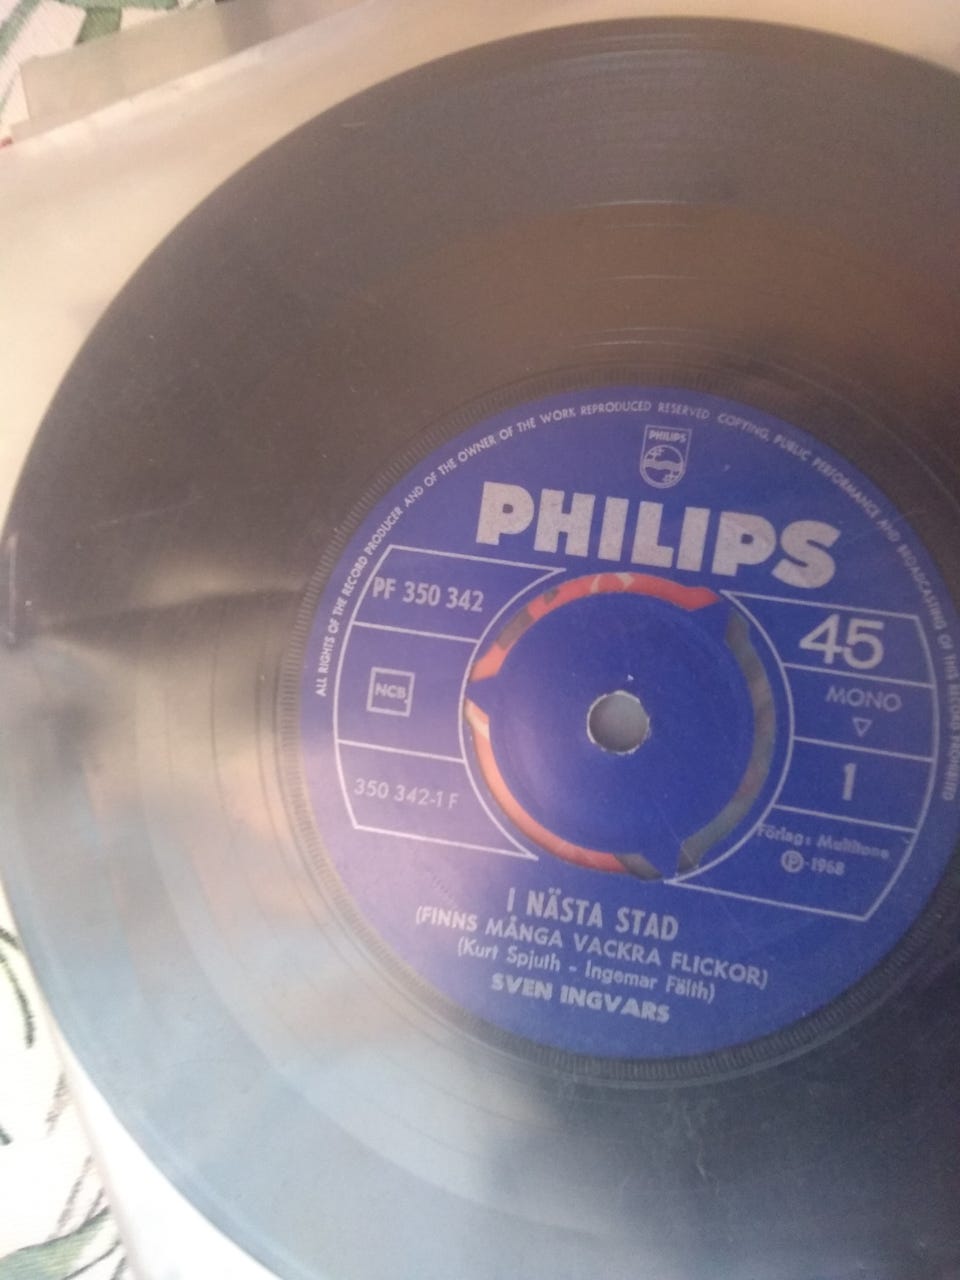 ALL RIGHTS OF THE RECORD PRODUCER AND OF THE OWNER OF THE WORK REPRODUCED RESERVED COPYING, PUBLIC PERFORMANCE AND BROADCASTING OF THIS RECORD PROHIBITED
PHILIPS
PHILIPS
PF 350 342
45
NCB
MONO
1
350 342-1 F
Förlag: Multitone
Ⓟ-1968
I NÄSTA STAD
(FINNS MÅNGA VACKRA FLICKOR)
(Kurt Spjuth - Ingemar Fälth)
SVEN INGVARS